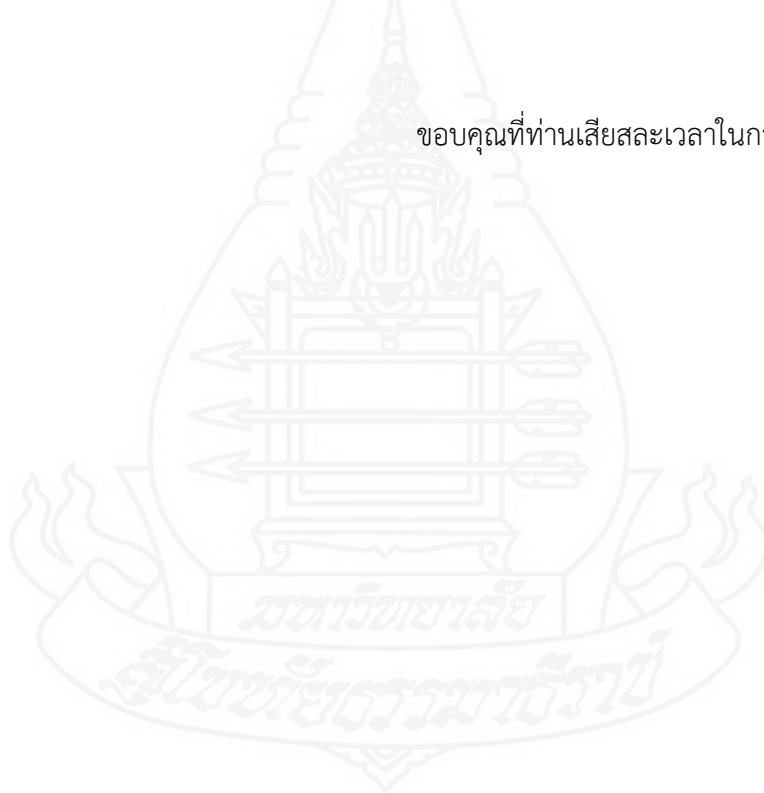 ขอบคุณที่ท่านเสียสละเวลาในกา
มหาวิทยาลัย
สุโขทัยธรรมาธิราช